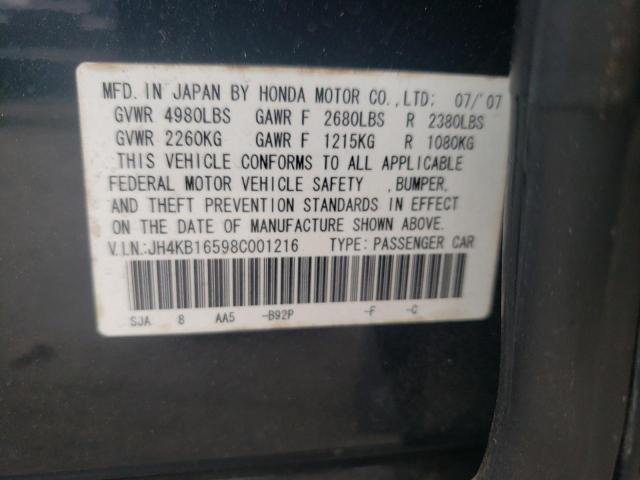 MFD. IN JAPAN BY HONDA MOTOR CO.,LTD: 07/'07
GVWR 4980LBS GAWR F 2680LBS R 2380LBS
GVWR 2260KG GAWR F 1215KG R 1080KG
THIS VEHICLE CONFORMS TO ALL APPLICABLE
FEDERAL MOTOR VEHICLE SAFETY ,BUMPER,
AND THEFT PREVENTION STANDARDS IN EFFECT
ON THE DATE OF MANUFACTURE SHOWN ABOVE.
V.I.N.:JH4KB16598C001216 TYPE: PASSENGER CAR
SJA 8 AA5 -B92P -F -C